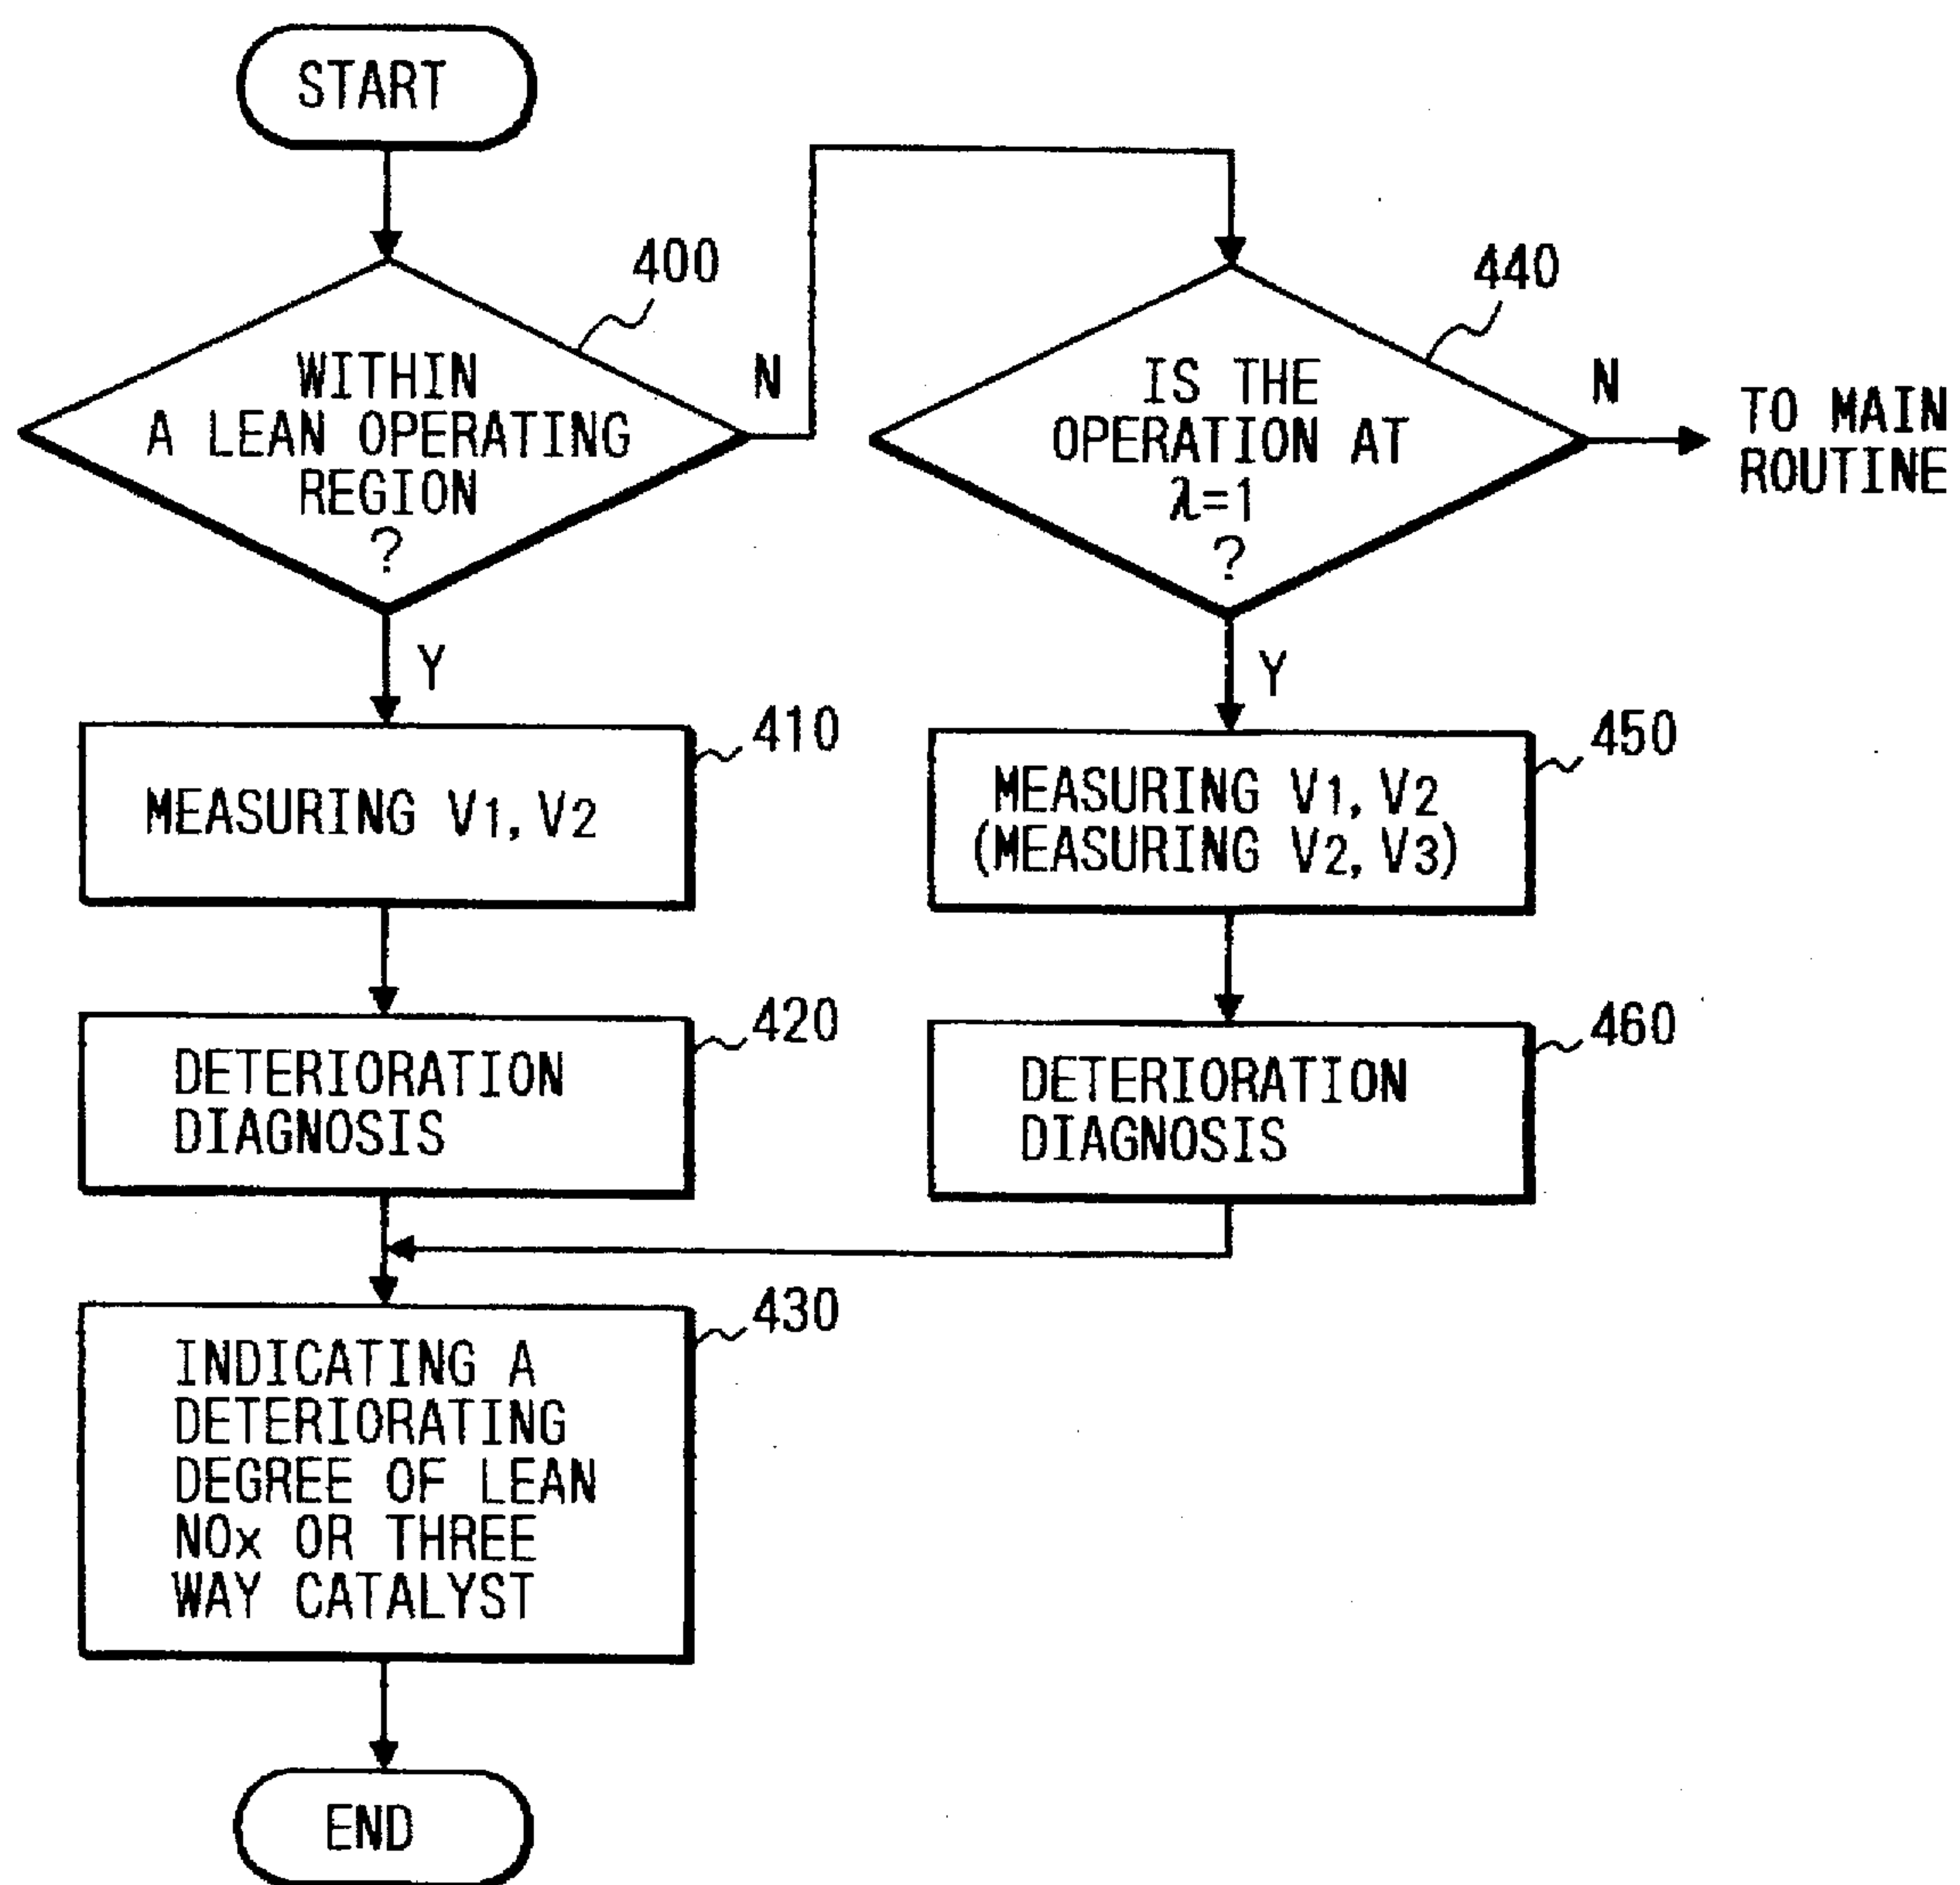 START
400
WITHIN
A LEAN OPERATING
REGION
?
N
Y
410
MEASURING V1, V2
420
DETERIORATION
DIAGNOSIS
430
INDICATING A
DETERIORATING
DEGREE OF LEAN
NOx OR THREE
WAY CATALYST
END
440
IS THE
OPERATION AT
λ=1
?
N
TO MAIN
ROUTINE
Y
450
MEASURING V1, V2
(MEASURING V2, V3)
460
DETERIORATION
DIAGNOSIS